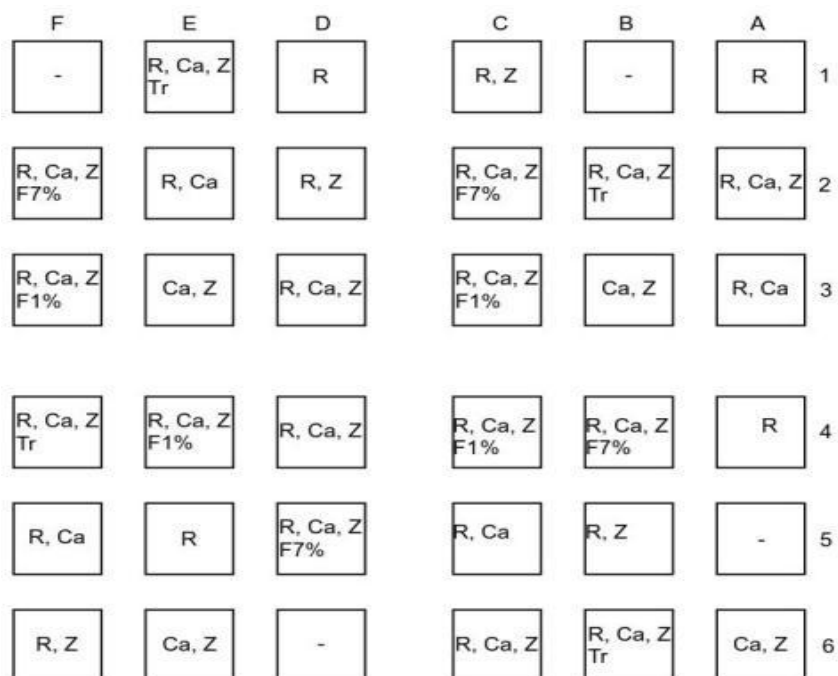 F E D C B A
- R, Ca, Z Tr R R, Z - R 1
R, Ca, Z F7% R, Ca R, Z R, Ca, Z F7% R, Ca, Z Tr R, Ca, Z 2
R, Ca, Z F1% Ca, Z R, Ca, Z R, Ca, Z F1% Ca, Z R, Ca 3
R, Ca, Z Tr R, Ca, Z F1% R, Ca, Z R, Ca, Z F1% R, Ca, Z F7% R 4
R, Ca R R, Ca, Z F7% R, Ca R, Z - 5
R, Z Ca, Z - R, Ca, Z R, Ca, Z Tr Ca, Z 6